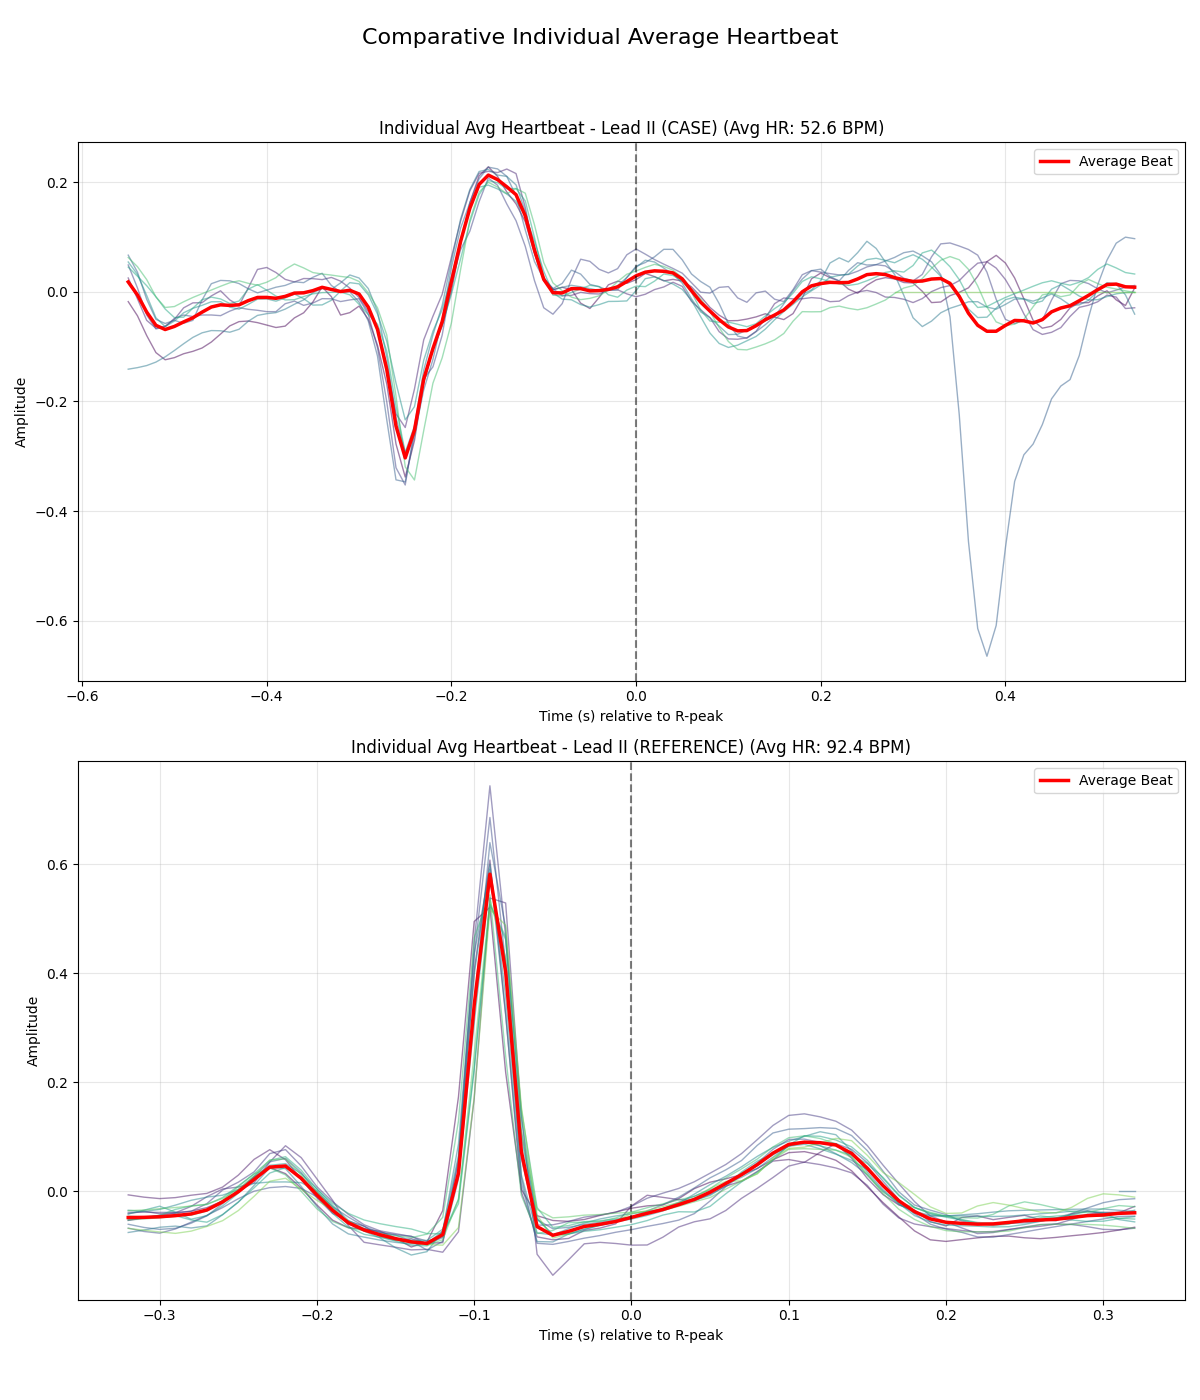 Comparative Individual Average Heartbeat
Individual Avg Heartbeat - Lead II (CASE) (Avg HR: 52.6 BPM)
Average Beat
0.2
0.0
−0.2
−0.4
−0.6
Amplitude
−0.6 −0.4 −0.2 0.0 0.2 0.4
Time (s) relative to R-peak
Individual Avg Heartbeat - Lead II (REFERENCE) (Avg HR: 92.4 BPM)
Average Beat
0.6
0.4
0.2
0.0
Amplitude
−0.3 −0.2 −0.1 0.0 0.1 0.2 0.3
Time (s) relative to R-peak